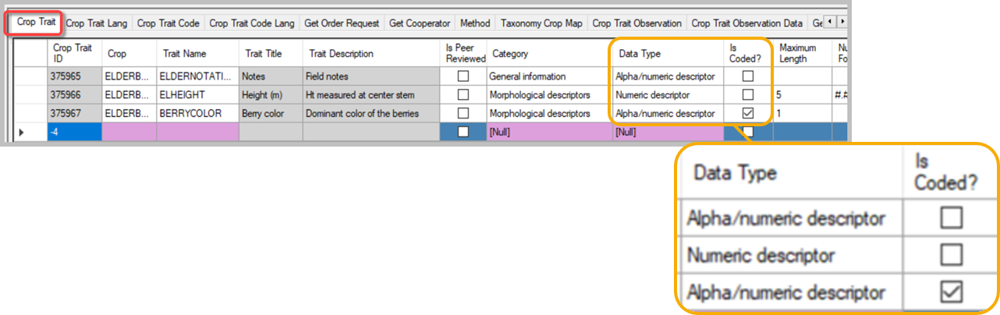 Crop Trait Crop Trait Lang Crop Trait Code Crop Trait Code Lang Get Order Request Get Cooperator Method Taxonomy Crop Map Crop Trait Observation Crop Trait Observation Data Ge
Crop Trait ID Crop Trait Name Trait Title Trait Description Is Peer Reviewed Category Data Type Is Coded? Maximum Length Nu Fo
375965 ELDERB... ELDERNOTATI... Notes Field notes General information Alpha/numeric descriptor
375966 ELDERB... ELHEIGHT Height (m) Ht measured at center stem Morphological descriptors Numeric descriptor 5 #.#
375967 ELDERB... BERRYCOLOR Berry color Dominant color of the berries Morphological descriptors Alpha/numeric descriptor 1
-4 [Null] [Null]
Data Type Is Coded?
Alpha/numeric descriptor
Numeric descriptor
Alpha/numeric descriptor